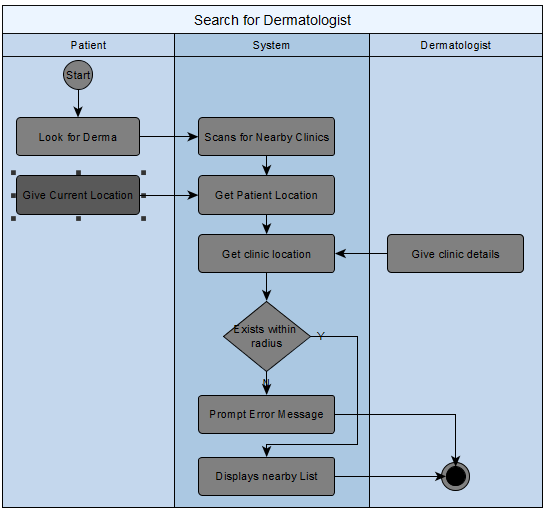 Search for Dermatologist
Patient
System
Dermatologist
Start
Look for Derma
Scans for Nearby Clinics
Give Current Location
Get Patient Location
Get clinic location
Give clinic details
Exists within
radius
Y
N
Prompt Error Message
Displays nearby List